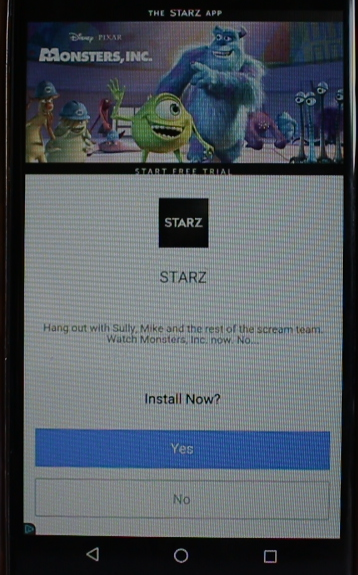 THE STARZ APP
Disney PIXAR
MONSTERS, INC.
START FREE TRIAL
STARZ
STARZ
Hang out with Sully, Mike and the rest of the scream team.
Watch Monsters, Inc. now. No...
Install Now?
Yes
No